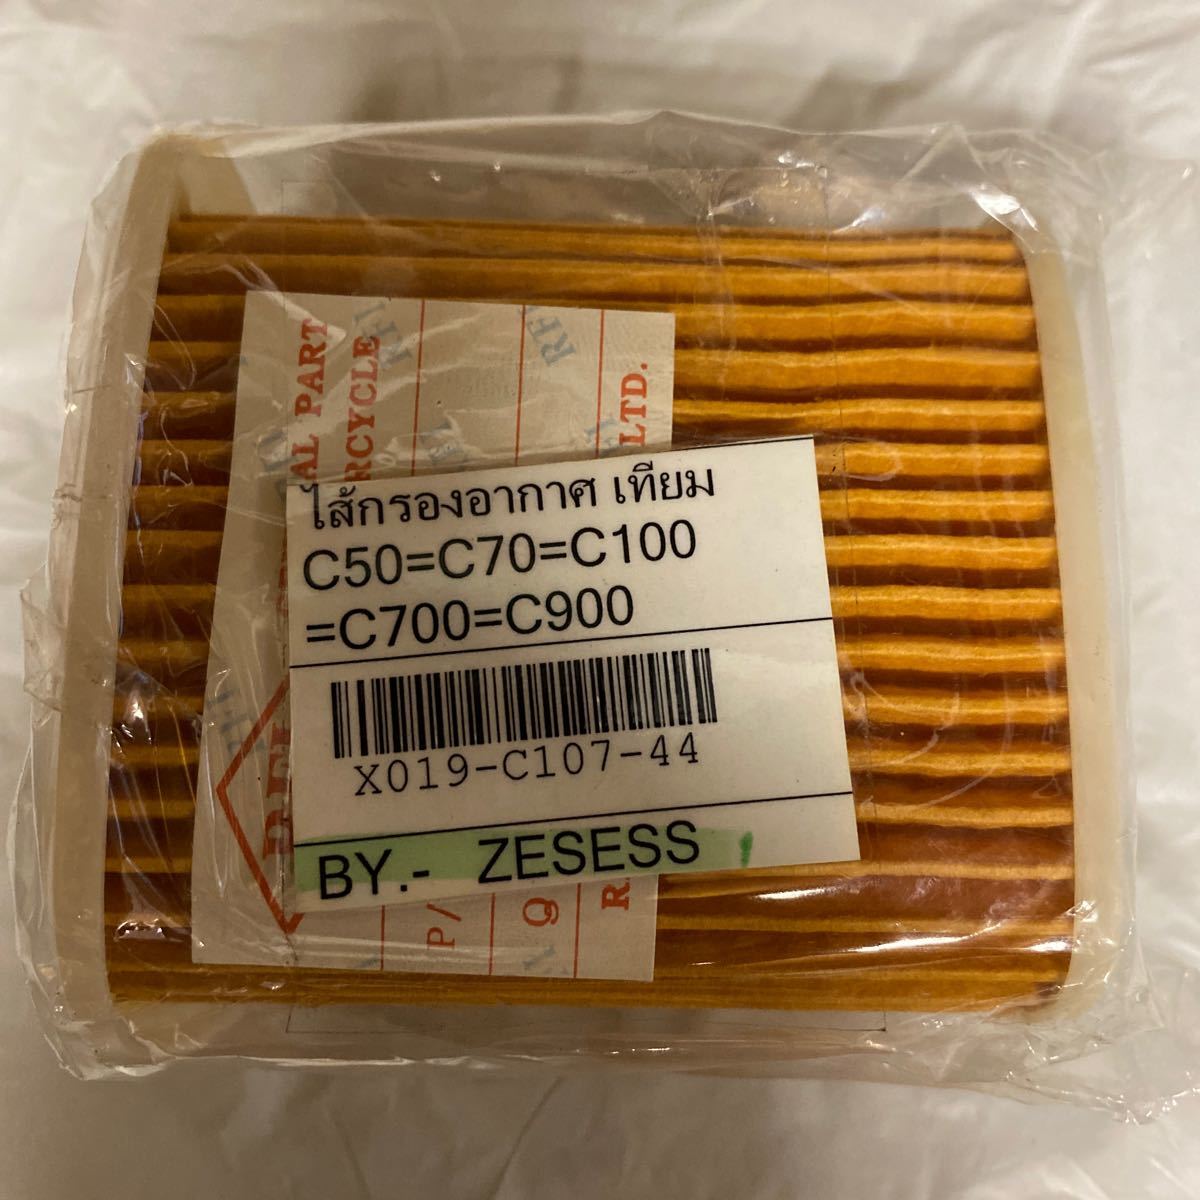 ไส้กรองอากาศ เทียม
C50=C70=C100
=C700=C900
X019-C107-44
BY.- ZESESS
PART
LTD.
P/